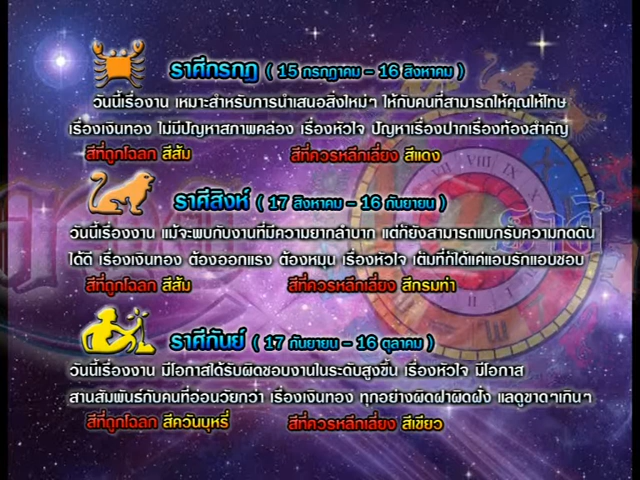 ราศีกรกฎ ( 15 กรกฎาคม - 16 สิงหาคม )
วันนี้เรื่องาน เหมาะสำหรับการนำเสนอสิ่งใหม่ๆ ให้กับคนที่สามารถให้คุณให้โทษ
เรื่องเงินทอง ไม่มีปัญหาสภาพคล่อง เรื่องหัวใจ ปัญหาเรื่องปากเรื่องท้องสำคัญ
สีที่ถูกโฉลก สีส้ม สีที่ควรหลีกเลี่ยง สีแดง
ราศีสิงห์ ( 17 สิงหาคม - 16 กันยายน )
วันนี้เรื่องงาน แม้จะพบกับงานที่มีความยากลำบาก แต่ก็ยังสามารถแบกรับความกดดัน
ได้ดี เรื่องเงินทอง ต้องออกแรง ต้องหมุน เรื่องหัวใจ เต็มที่ก็ได้แค่แอบรักแอบชอบ
สีที่ถูกโฉลก สีส้ม สีที่ควรหลีกเลี่ยง สีกรมท่า
ราศีกันย์ ( 17 กันยายน - 16 ตุลาคม )
วันนี้เรื่องงาน มีโอกาสได้รับผิดชอบงานในระดับสูงขึ้น เรื่องหัวใจ มีโอกาส
สานสัมพันธ์กับคนที่อ่อนวัยกว่า เรื่องเงินทอง ทุกอย่างผิดฝาผิดฝั่ง แลดูขาดๆเกินๆ
สีที่ถูกโฉลก สีควันบุหรี่ สีที่ควรหลีกเลี่ยง สีเขียว